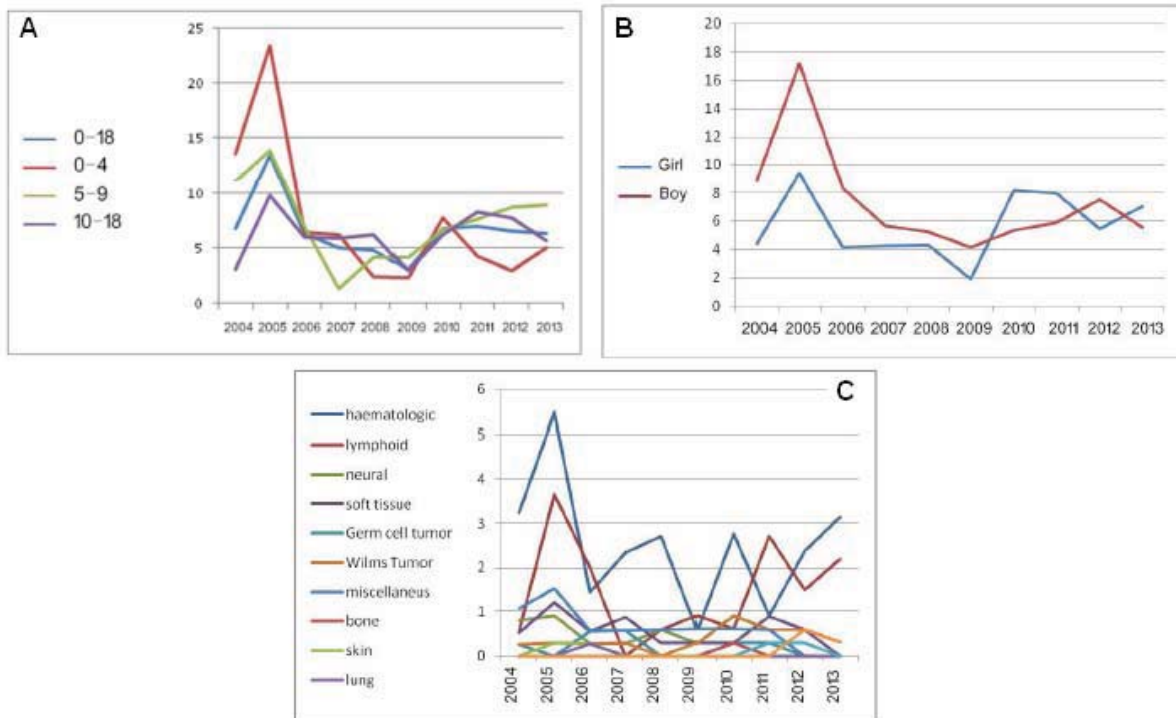 A
25
20
15
10
5
0
0-18
0-4
5-9
10-18
2004 2005 2006 2007 2008 2009 2010 2011 2012 2013
B
20
18
16
14
12
10
8
6
4
2
0
Girl
Boy
2004 2005 2006 2007 2008 2009 2010 2011 2012 2013
C
6
5
4
3
2
1
0
haematologic
lymphoid
neural
soft tissue
Germ cell tumor
Wilms Tumor
miscellaneus
bone
skin
lung
2004 2005 2006 2007 2008 2009 2010 2011 2012 2013